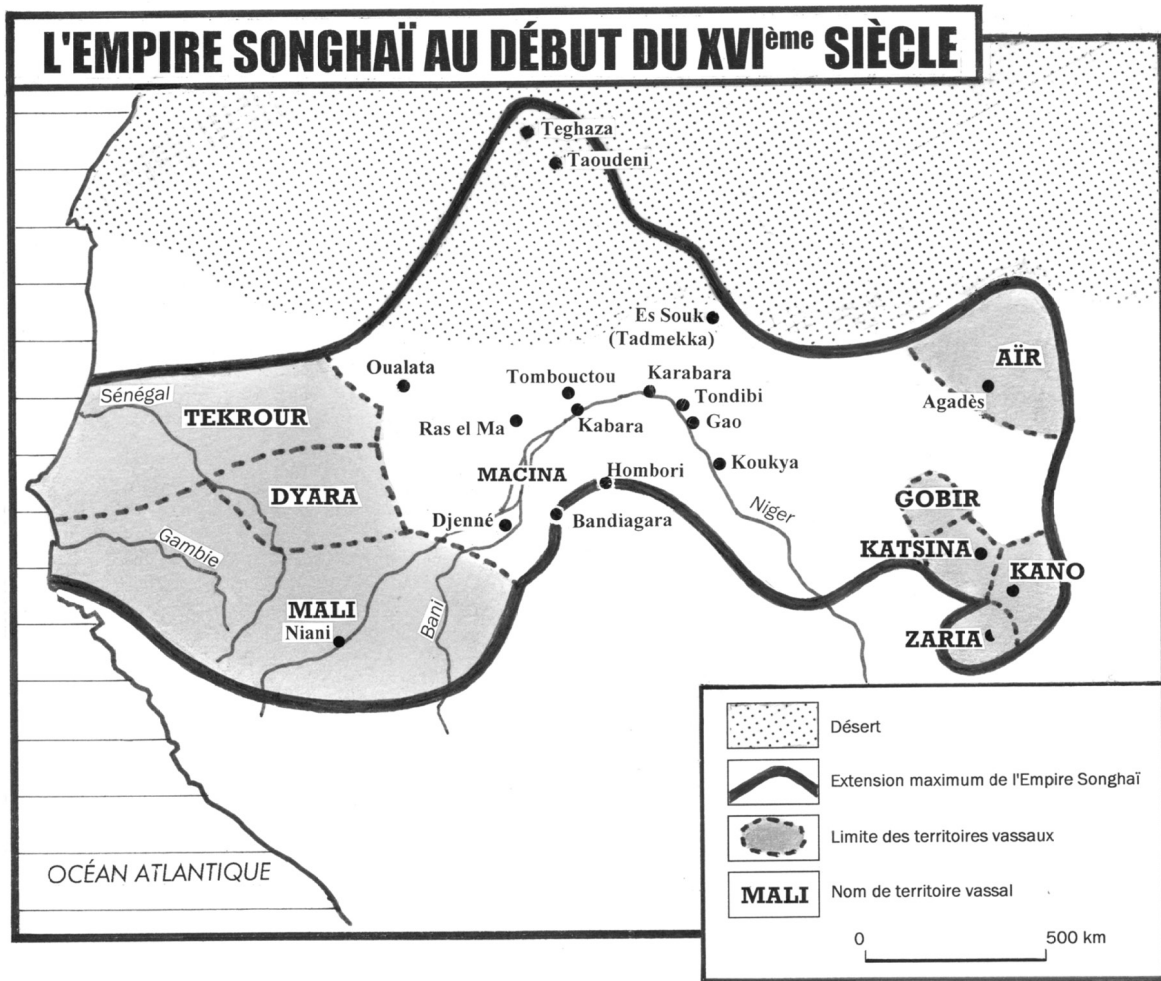 L'EMPIRE SONGHAÏ AU DÉBUT DU XVIème SIÈCLE
Teghaza
Taoudeni
Es Souk
(Tadmekka)
Oualata
Tombouctou
Karabara
Tondibi
AÏR
Agadès
Sénégal
TEKROUR
Ras el Ma
Kabara
Gao
MACINA
Hombori
Koukya
DYARA
GOBIR
Djenné
Bandiagara
Niger
Gambie
KATSINA
KANO
MALI
Niani
Bani
ZARIA
OCÉAN ATLANTIQUE
Désert
Extension maximum de l'Empire Songhaï
Limite des territoires vassaux
MALI
Nom de territoire vassal
0 500 km